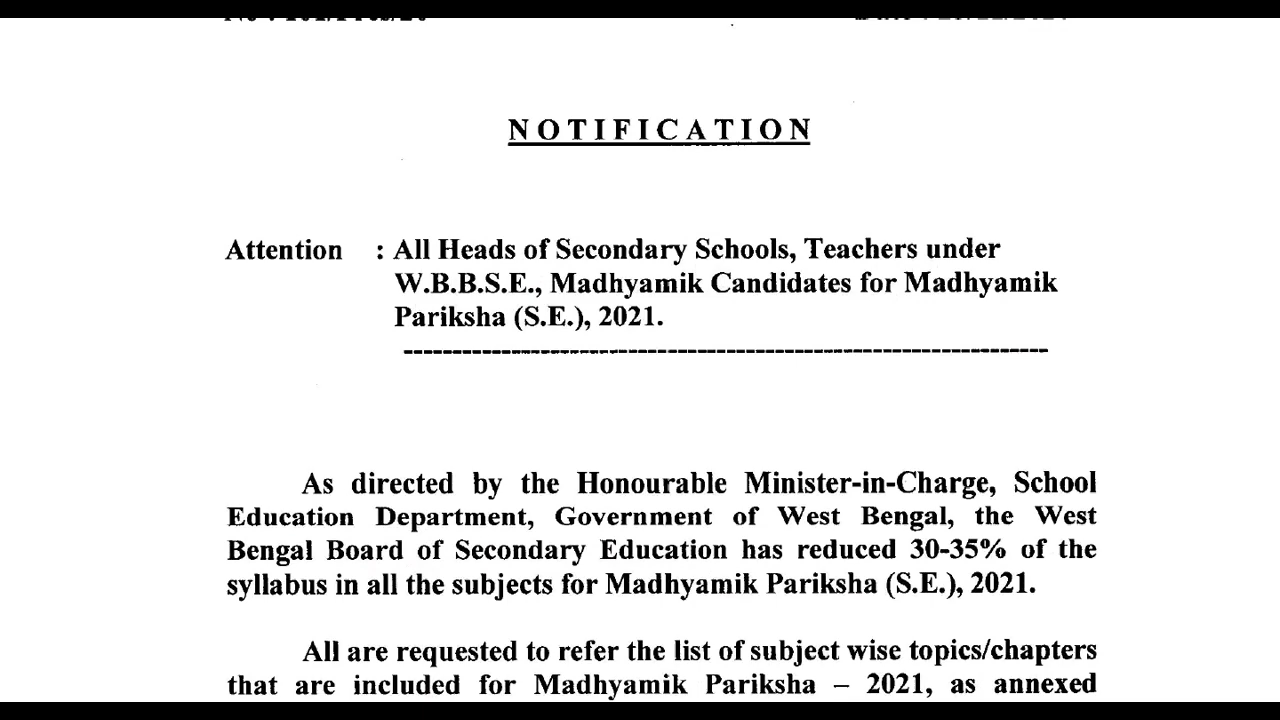 NOTIFICATION
Attention : All Heads of Secondary Schools, Teachers under
W.B.B.S.E., Madhyamik Candidates for Madhyamik
Pariksha (S.E.), 2021.
As directed by the Honourable Minister-in-Charge, School
Education Department, Government of West Bengal, the West
Bengal Board of Secondary Education has reduced 30-35% of the
syllabus in all the subjects for Madhyamik Pariksha (S.E.), 2021.
All are requested to refer the list of subject wise topics/chapters
that are included for Madhyamik Pariksha – 2021, as annexed